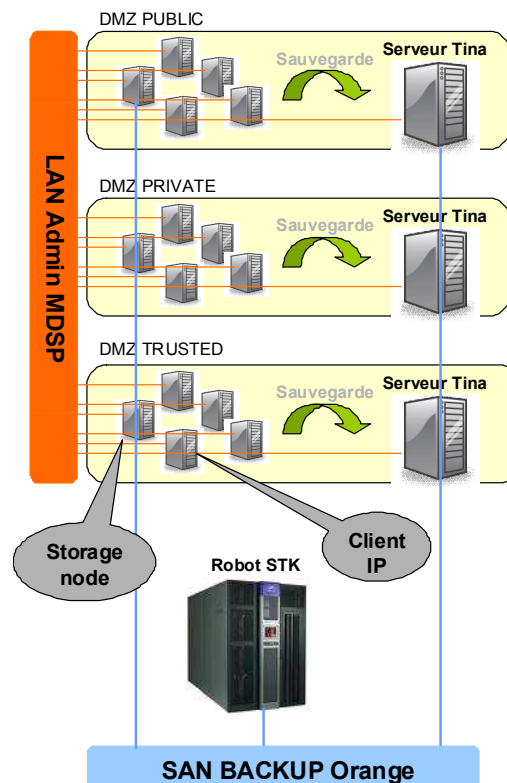 DMZ PUBLIC
Sauvegarde
Serveur Tina
LAN Admin MDSP
DMZ PRIVATE
Sauvegarde
Serveur Tina
DMZ TRUSTED
Sauvegarde
Serveur Tina
Storage
node
Client
IP
Robot STK
SAN BACKUP Orange